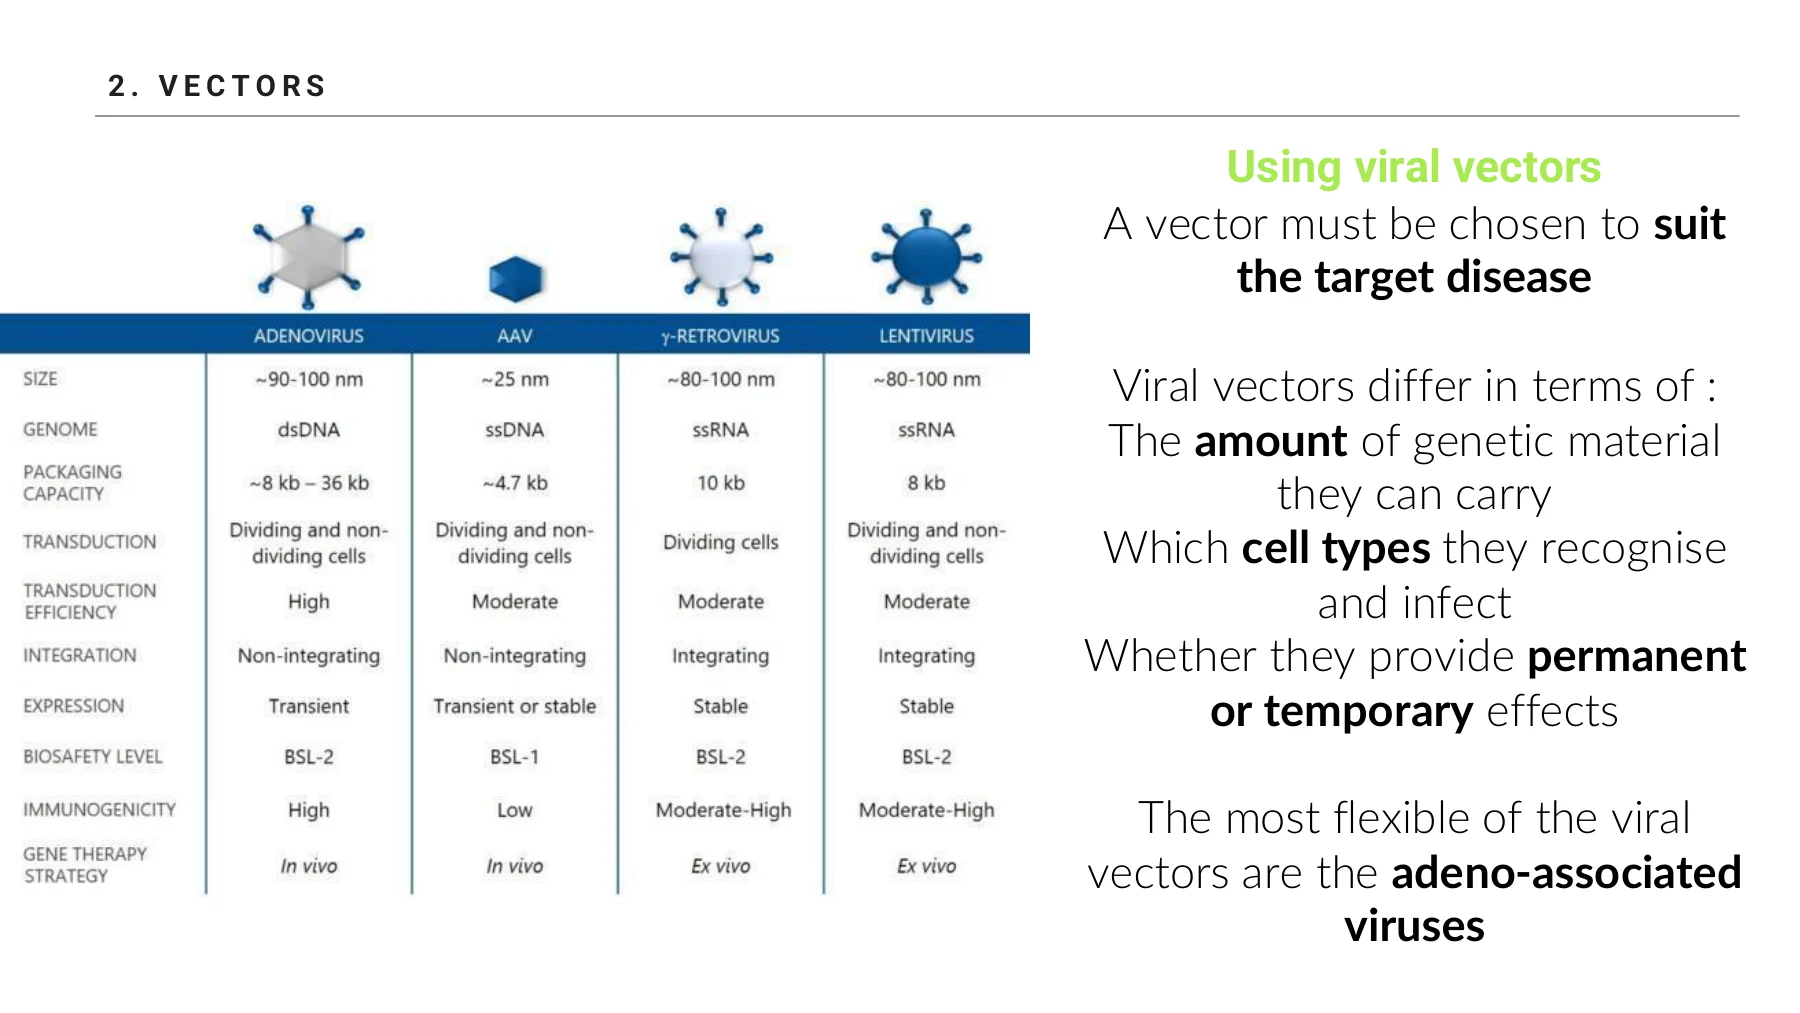 2. VECTORS
ADENOVIRUS AAV γ-RETROVIRUS LENTIVIRUS
SIZE ~90-100 nm ~25 nm ~80-100 nm ~80-100 nm
GENOME dsDNA ssDNA ssRNA ssRNA
PACKAGING
CAPACITY ~8 kb – 36 kb ~4.7 kb 10 kb 8 kb
TRANSDUCTION Dividing and non- Dividing and non- Dividing cells Dividing and non-
dividing cells dividing cells dividing cells
TRANSDUCTION
EFFICIENCY High Moderate Moderate Moderate
INTEGRATION Non-integrating Non-integrating Integrating Integrating
EXPRESSION Transient Transient or stable Stable Stable
BIOSAFETY LEVEL BSL-2 BSL-1 BSL-2 BSL-2
IMMUNOGENICITY High Low Moderate-High Moderate-High
GENE THERAPY
STRATEGY In vivo In vivo Ex vivo Ex vivo
Using viral vectors
A vector must be chosen to suit
the target disease
Viral vectors differ in terms of :
The amount of genetic material
they can carry
Which cell types they recognise
and infect
Whether they provide permanent
or temporary effects
The most flexible of the viral
vectors are the adeno-associated
viruses